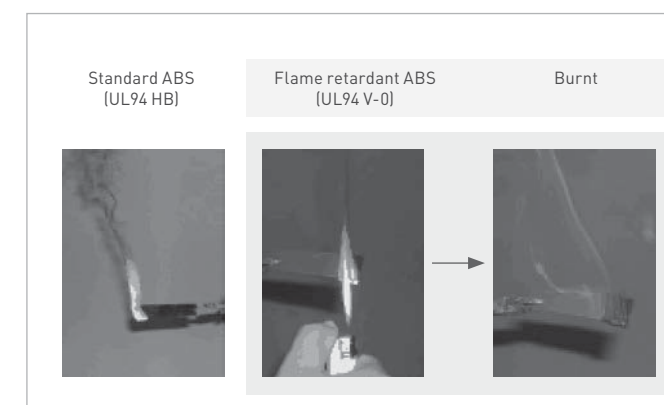 Standard ABS
(UL94 HB)
Flame retardant ABS
(UL94 V-0)
Burnt